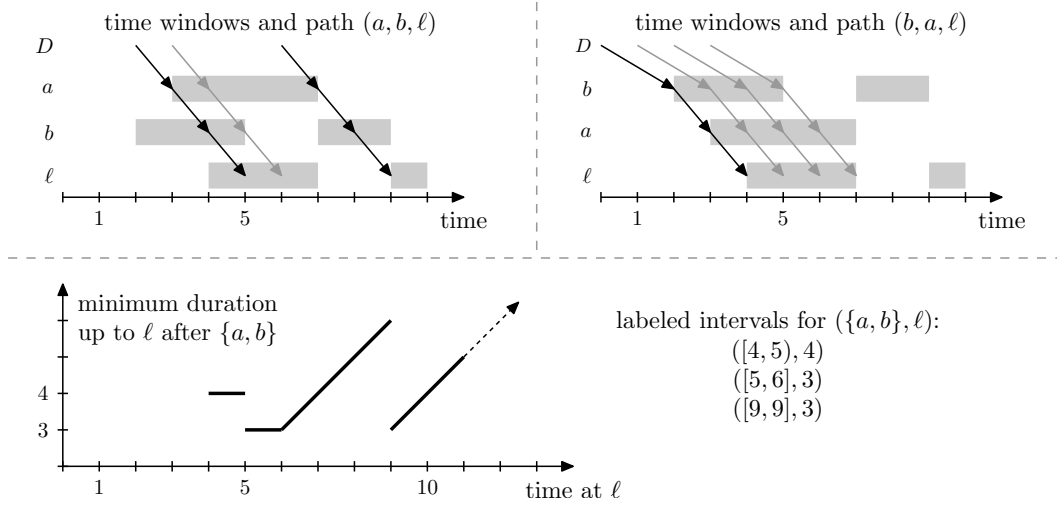 time windows and path (a, b, ℓ)
D
a
b
ℓ
1
5
time
time windows and path (b, a, ℓ)
D
b
a
ℓ
1
5
time
minimum duration
up to ℓ after {a, b}
4
3
1
5
10
time at ℓ
labeled intervals for ({a, b}, ℓ):
([4, 5), 4)
([5, 6], 3)
([9, 9], 3)